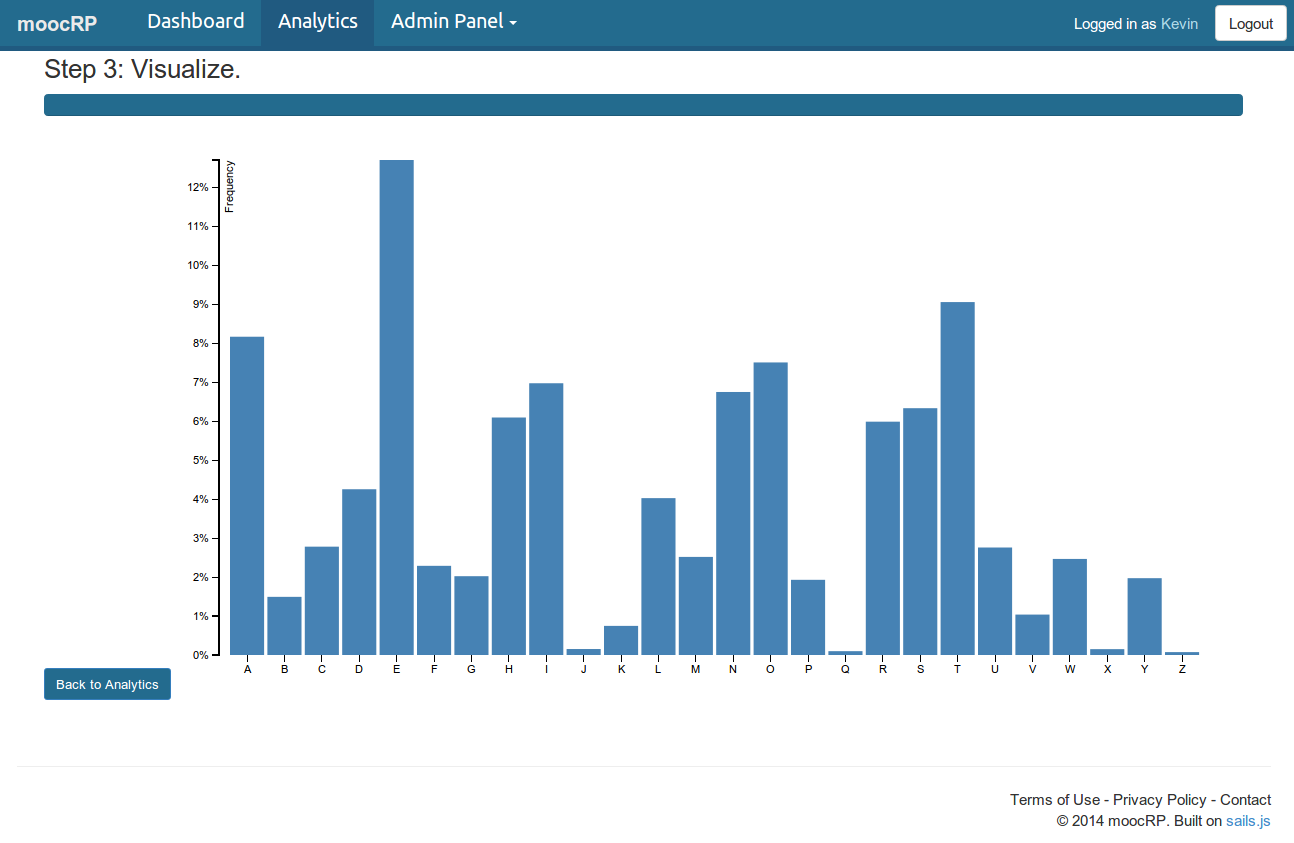 moocRP Dashboard Analytics Admin Panel Logged in as Kevin Logout
Step 3: Visualize.
Frequency
12%
11%
10%
9%
8%
7%
6%
5%
4%
3%
2%
1%
0%
A B C D E F G H I J K L M N O P Q R S T U V W X Y Z
Back to Analytics
Terms of Use - Privacy Policy - Contact
© 2014 moocRP. Built on sails.js